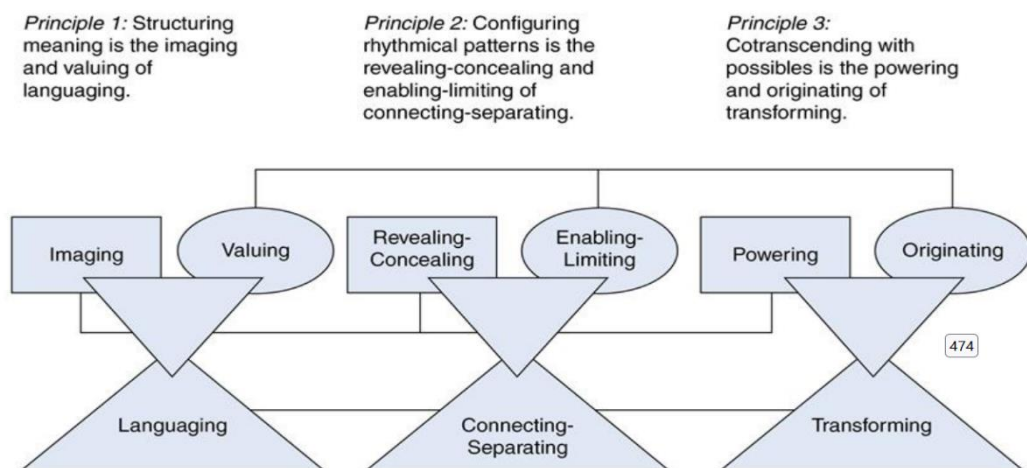 Principle 1: Structuring
meaning is the imaging
and valuing of
languaging.
Principle 2: Configuring
rhythmical patterns is the
revealing-concealing and
enabling-limiting of
connecting-separating.
Principle 3:
Cotranscending with
possibles is the powering
and originating of
transforming.
Imaging
Valuing
Revealing-
Concealing
Enabling-
Limiting
Powering
Originating
474
Languaging
Connecting-
Separating
Transforming